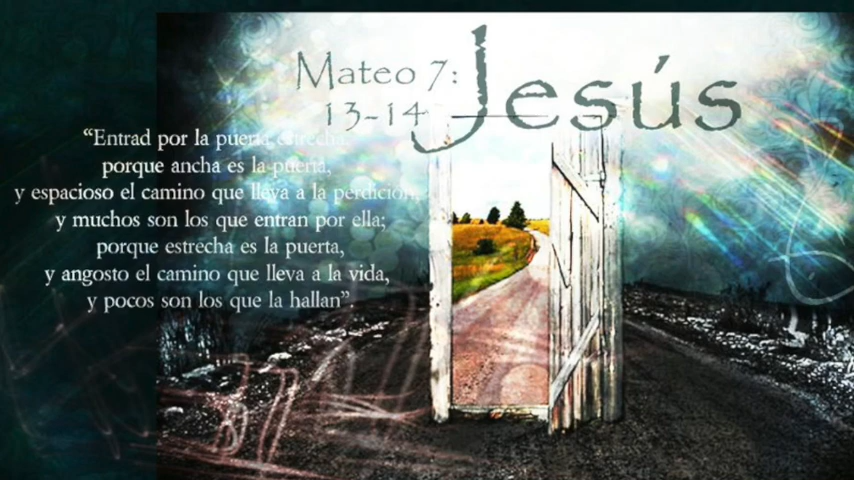 Mateo 7:
13-14
Jesús
“Entrad por la puerta estrecha,
porque ancha es la puerta,
y espacioso el camino que lleva a la perdición,
y muchos son los que entran por ella;
porque estrecha es la puerta,
y angosto el camino que lleva a la vida,
y pocos son los que la hallan”